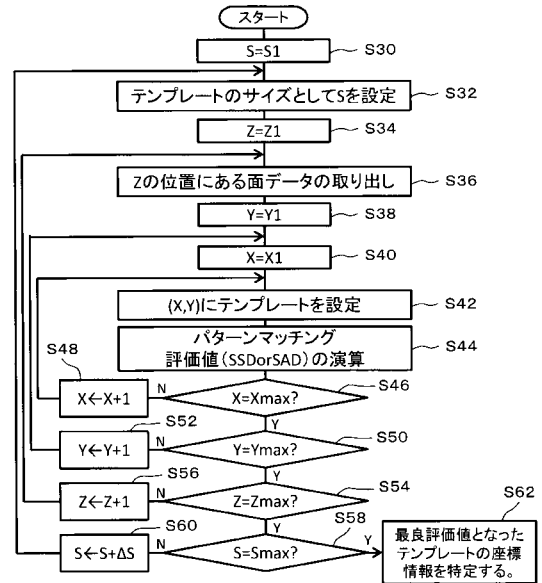 スタート
S=S1
S30
テンプレートのサイズとしてSを設定
S32
Z=Z1
S34
Zの位置にある面データの取り出し
S36
Y=Y1
S38
X=X1
S40
(X,Y)にテンプレートを設定
S42
パターンマッチング
評価値(SSDorSAD)の演算
S44
S48
X←X+1
N
X=Xmax?
S46
Y
S52
Y←Y+1
N
Y=Ymax?
S50
Y
S56
Z←Z+1
N
Z=Zmax?
S54
Y
S60
S←S+ΔS
N
S=Smax?
S58
Y
S62
最良評価値となった
テンプレートの座標
情報を特定する。